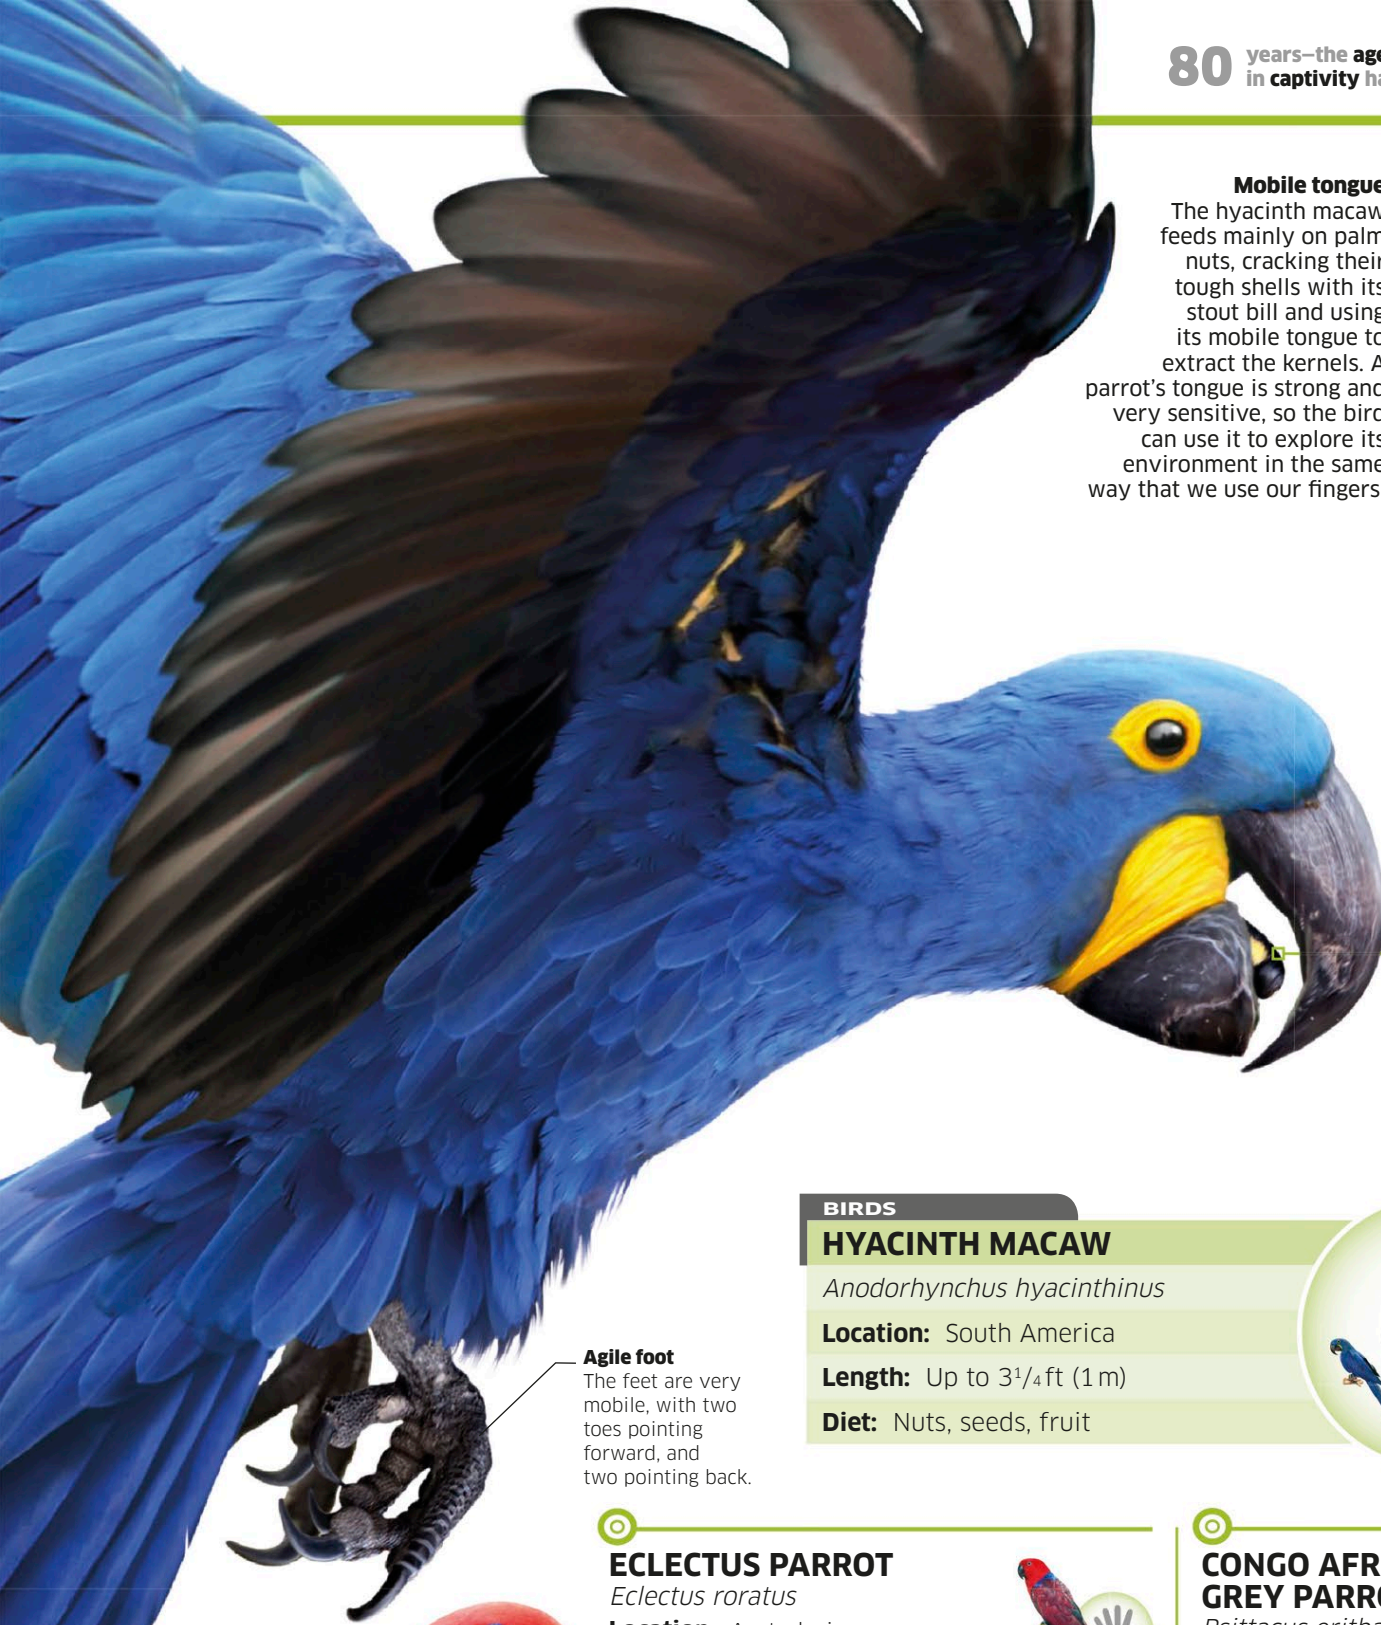 80 years—the age
in captivity
Mobile tongue
The hyacinth macaw
feeds mainly on palm
nuts, cracking their
tough shells with its
stout bill and using
its mobile tongue to
extract the kernels. A
parrot's tongue is strong and
very sensitive, so the bird
can use it to explore its
environment in the same
way that we use our fingers
BIRDS
HYACINTH MACAW
Anodorhynchus hyacinthinus
Location: South America
Length: Up to 3¹/₄ ft (1 m)
Diet: Nuts, seeds, fruit
Agile foot
The feet are very
mobile, with two
toes pointing
forward, and
two pointing back.
ECLECTUS PARROT
Eclectus roratus
CONGO
GREY